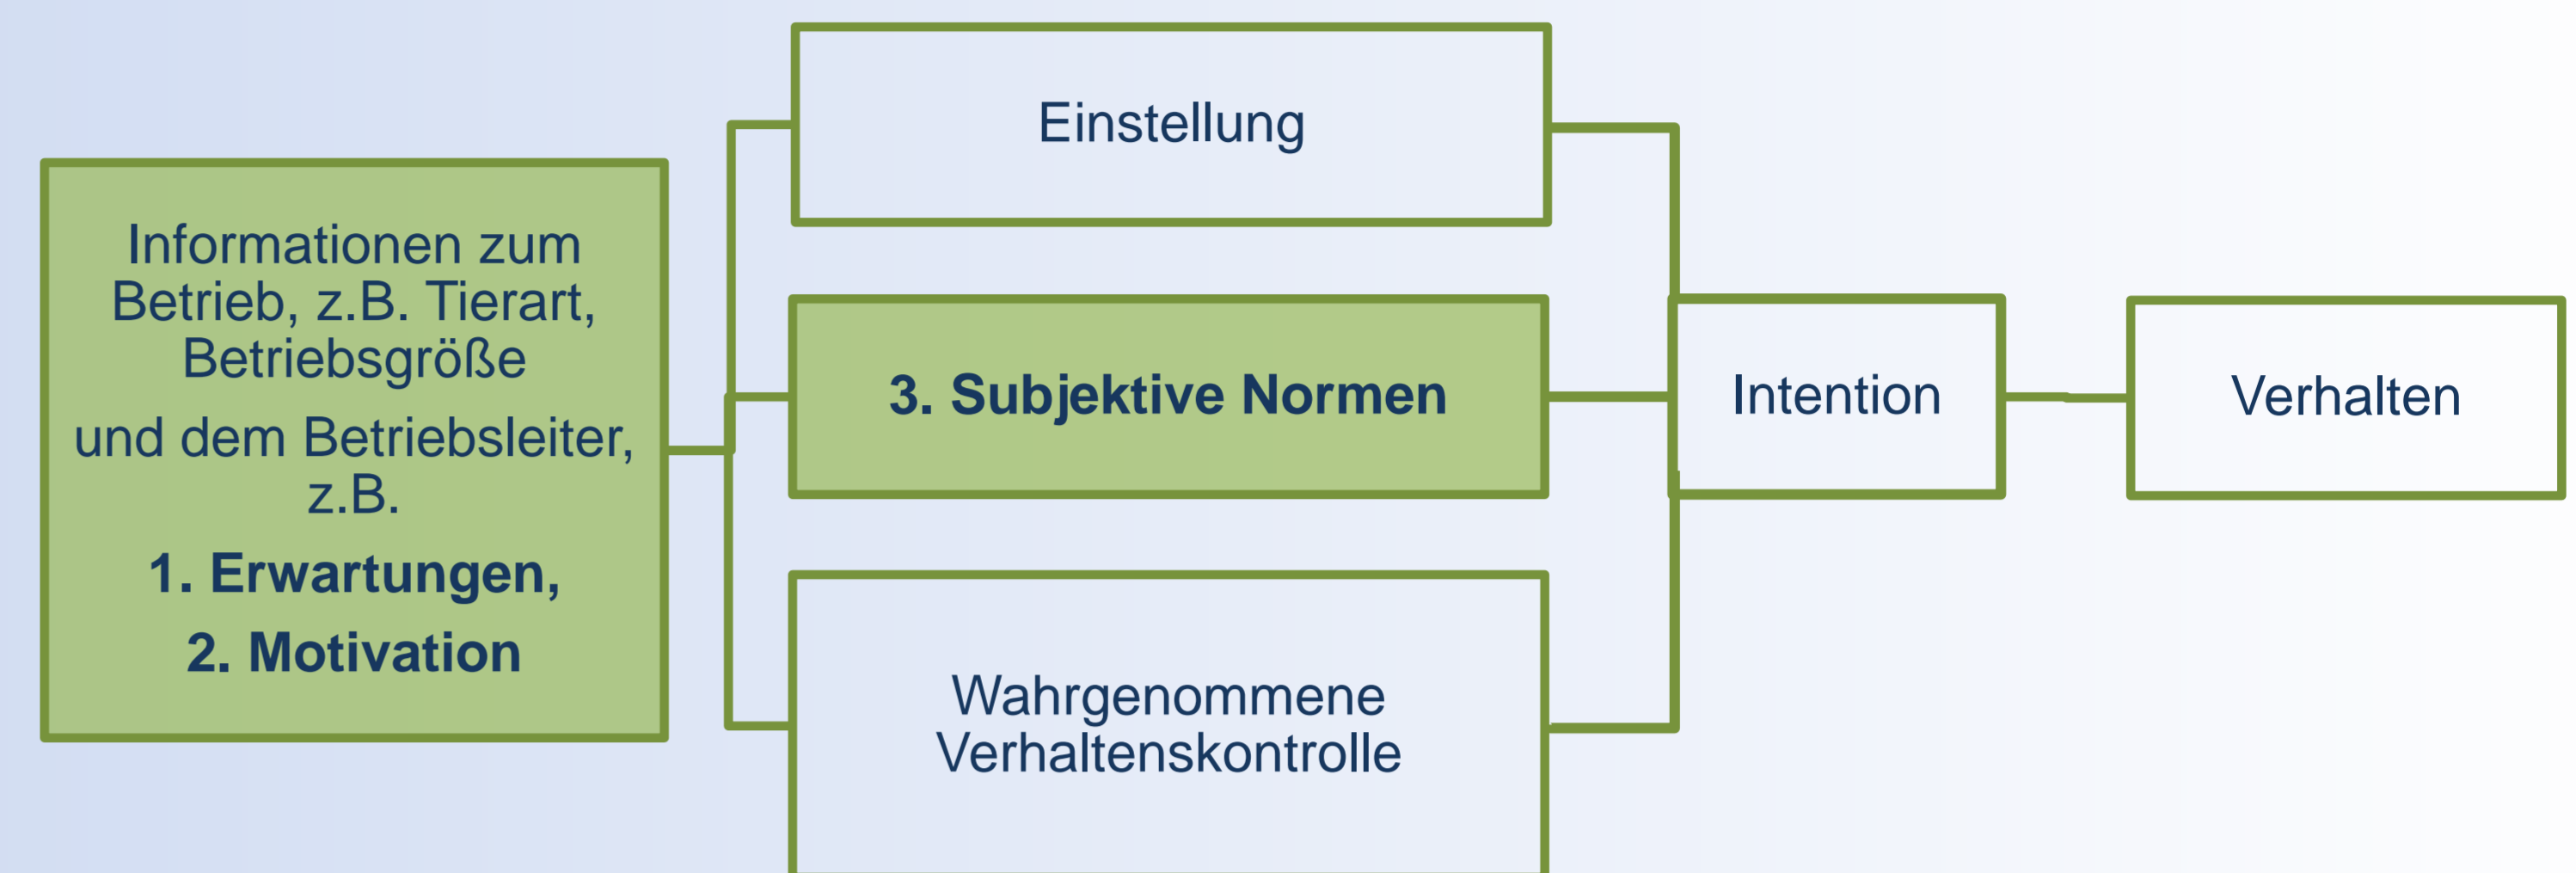 Informationen zum
Betrieb, z.B. Tierart,
Betriebsgröße
und dem Betriebsleiter,
z.B.
1. Erwartungen,
2. Motivation
Einstellung
3. Subjektive Normen
Wahrgenommene
Verhaltenskontrolle
Intention
Verhalten